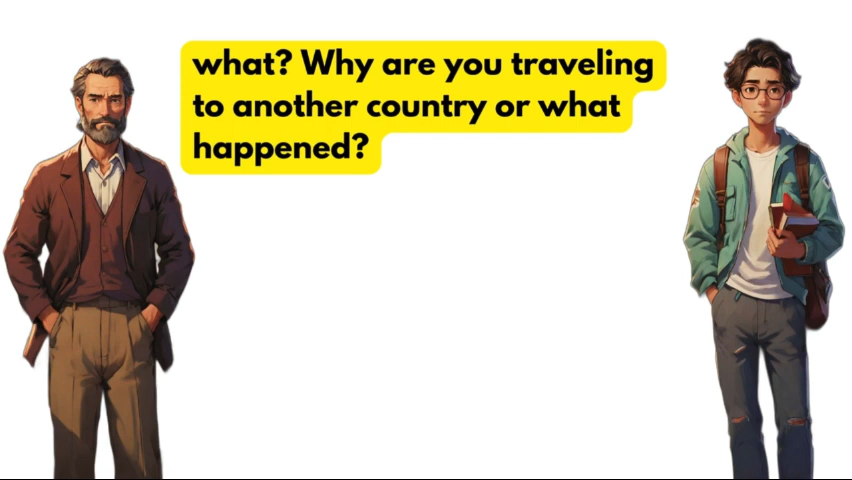 what? Why are you traveling
to another country or what
happened?